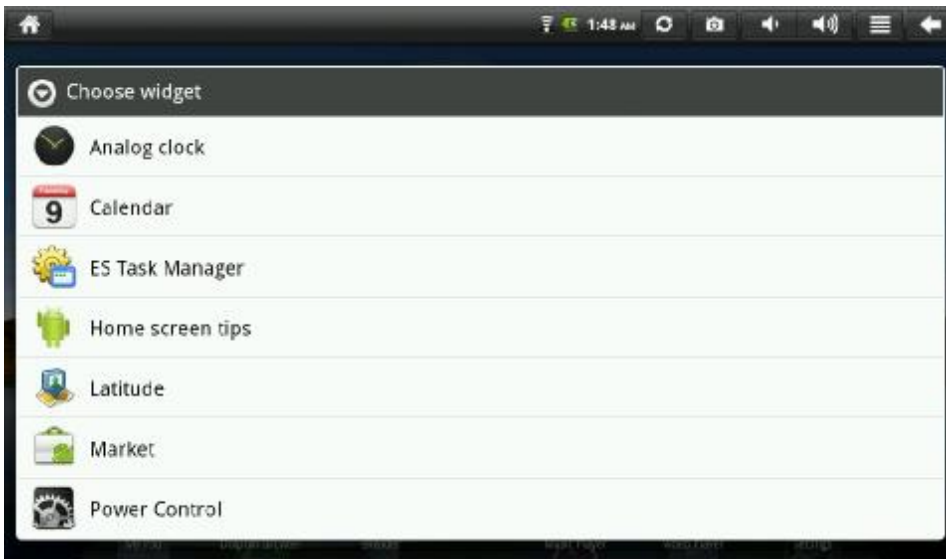 1:48 AM
Choose widget
Analog clock
9
Calendar
ES Task Manager
Home screen tips
Latitude
Market
Power Control